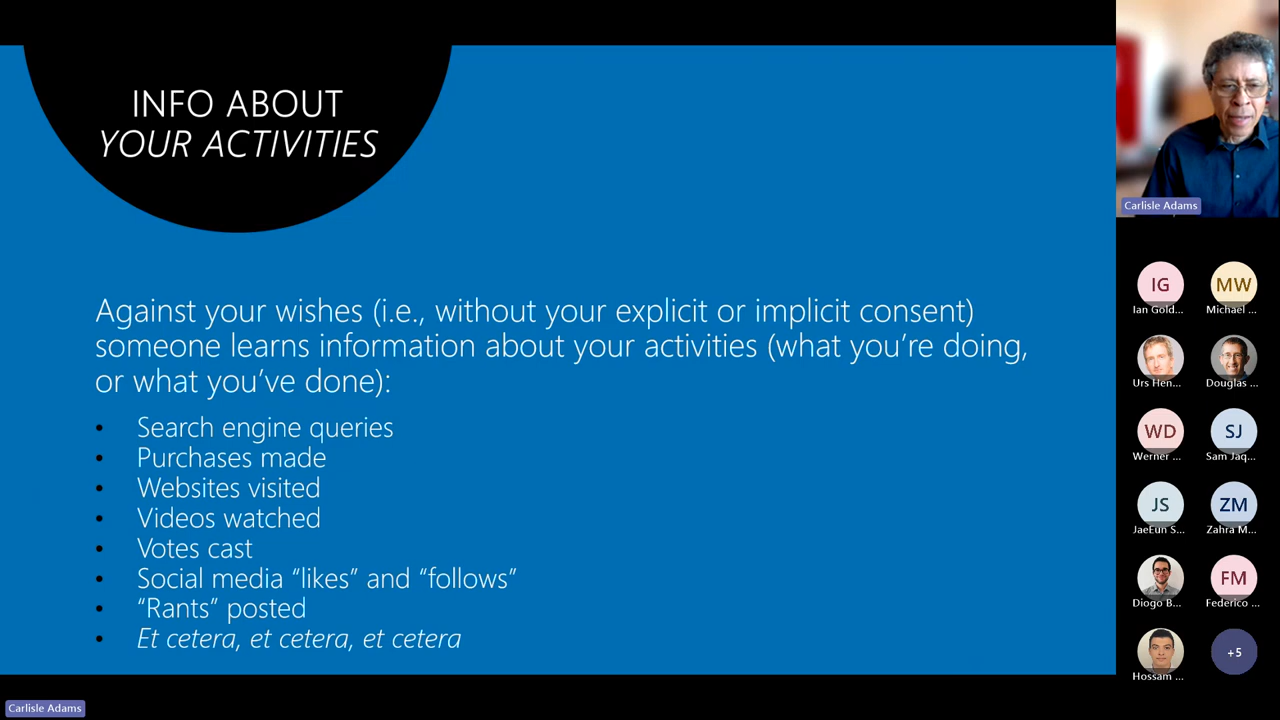 INFO ABOUT
YOUR ACTIVITIES
Against your wishes (i.e., without your explicit or implicit consent)
someone learns information about your activities (what you're doing,
or what you've done):
• Search engine queries
• Purchases made
• Websites visited
• Videos watched
• Votes cast
• Social media “likes” and “follows”
• “Rants” posted
• Et cetera, et cetera, et cetera
Carlisle Adams
IG
MW
Ian Gold...
Michael ...
Urs Hen...
Douglas ...
WD
SJ
Werner ...
Sam Jaq...
JS
ZM
JaeEun S...
Zahra M...
FM
Diogo B...
Federico ...
+5
Hossam ...
Carlisle Adams